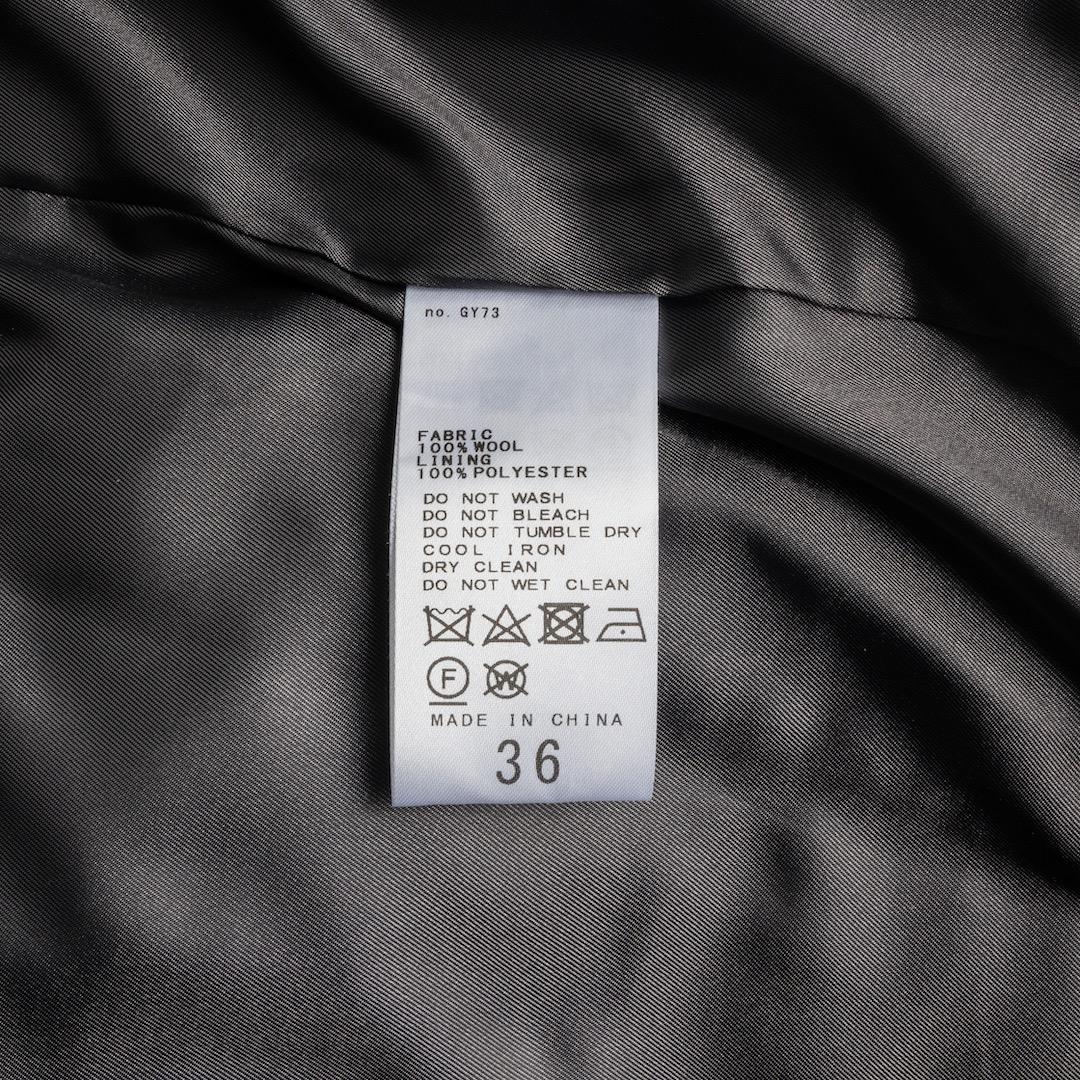 no. GY73
FABRIC
100% WOOL
LINING
100% POLYESTER
DO NOT WASH
DO NOT BLEACH
DO NOT TUMBLE DRY
COOL IRON
DRY CLEAN
DO NOT WET CLEAN
F W
MADE IN CHINA
36